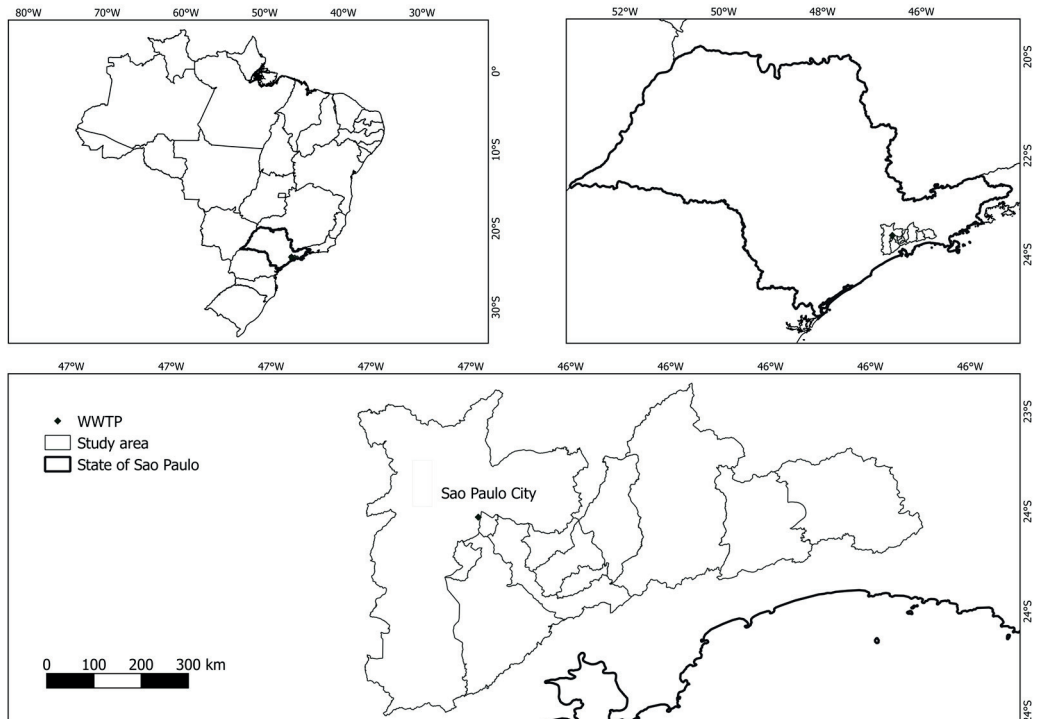 80°W 70°W 60°W 50°W 40°W 30°W
0°
10°S
20°S
30°S
52°W 50°W 48°W 46°W
20°S
22°S
24°S
47°W 47°W 47°W 47°W 47°W 46°W 46°W 46°W 46°W 46°W
23°S
24°S
24°S
24°S
WWTP
Study area
State of Sao Paulo
Sao Paulo City
0 100 200 300 km